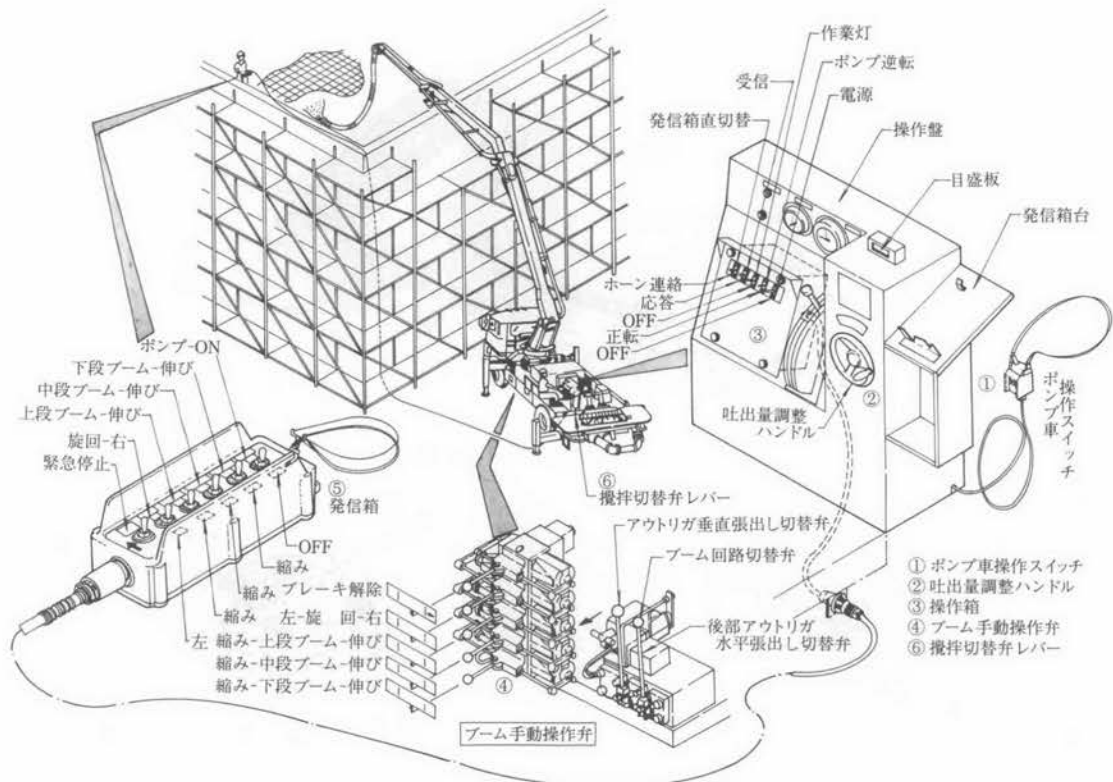 作業灯
ポンプ逆転
受信
電源
発信箱直切替
操作盤
目盛板
発信箱台
ホーン連絡
応答
OFF
正転
OFF
③
吐出量調整
ハンドル
②
①
操作スイッチ
ポンプ車
ポンプ-ON
下段ブーム-伸び
中段ブーム-伸び
上段ブーム-伸び
旋回-右
緊急停止
⑤
発信箱
OFF
縮み
縮み
縮み
左
ブレーキ解除
左-旋 回-右
縮み-上段ブーム-伸び
縮み-中段ブーム-伸び
縮み-下段ブーム-伸び
④
ブーム手動操作弁
⑥
攪拌切替弁レバー
アウトリガ垂直張出し切替弁
ブーム回路切替弁
後部アウトリガ
水平張出し切替弁
① ポンプ車操作スイッチ
② 吐出量調整ハンドル
③ 操作箱
④ ブーム手動操作弁
⑥ 攪拌切替弁レバー